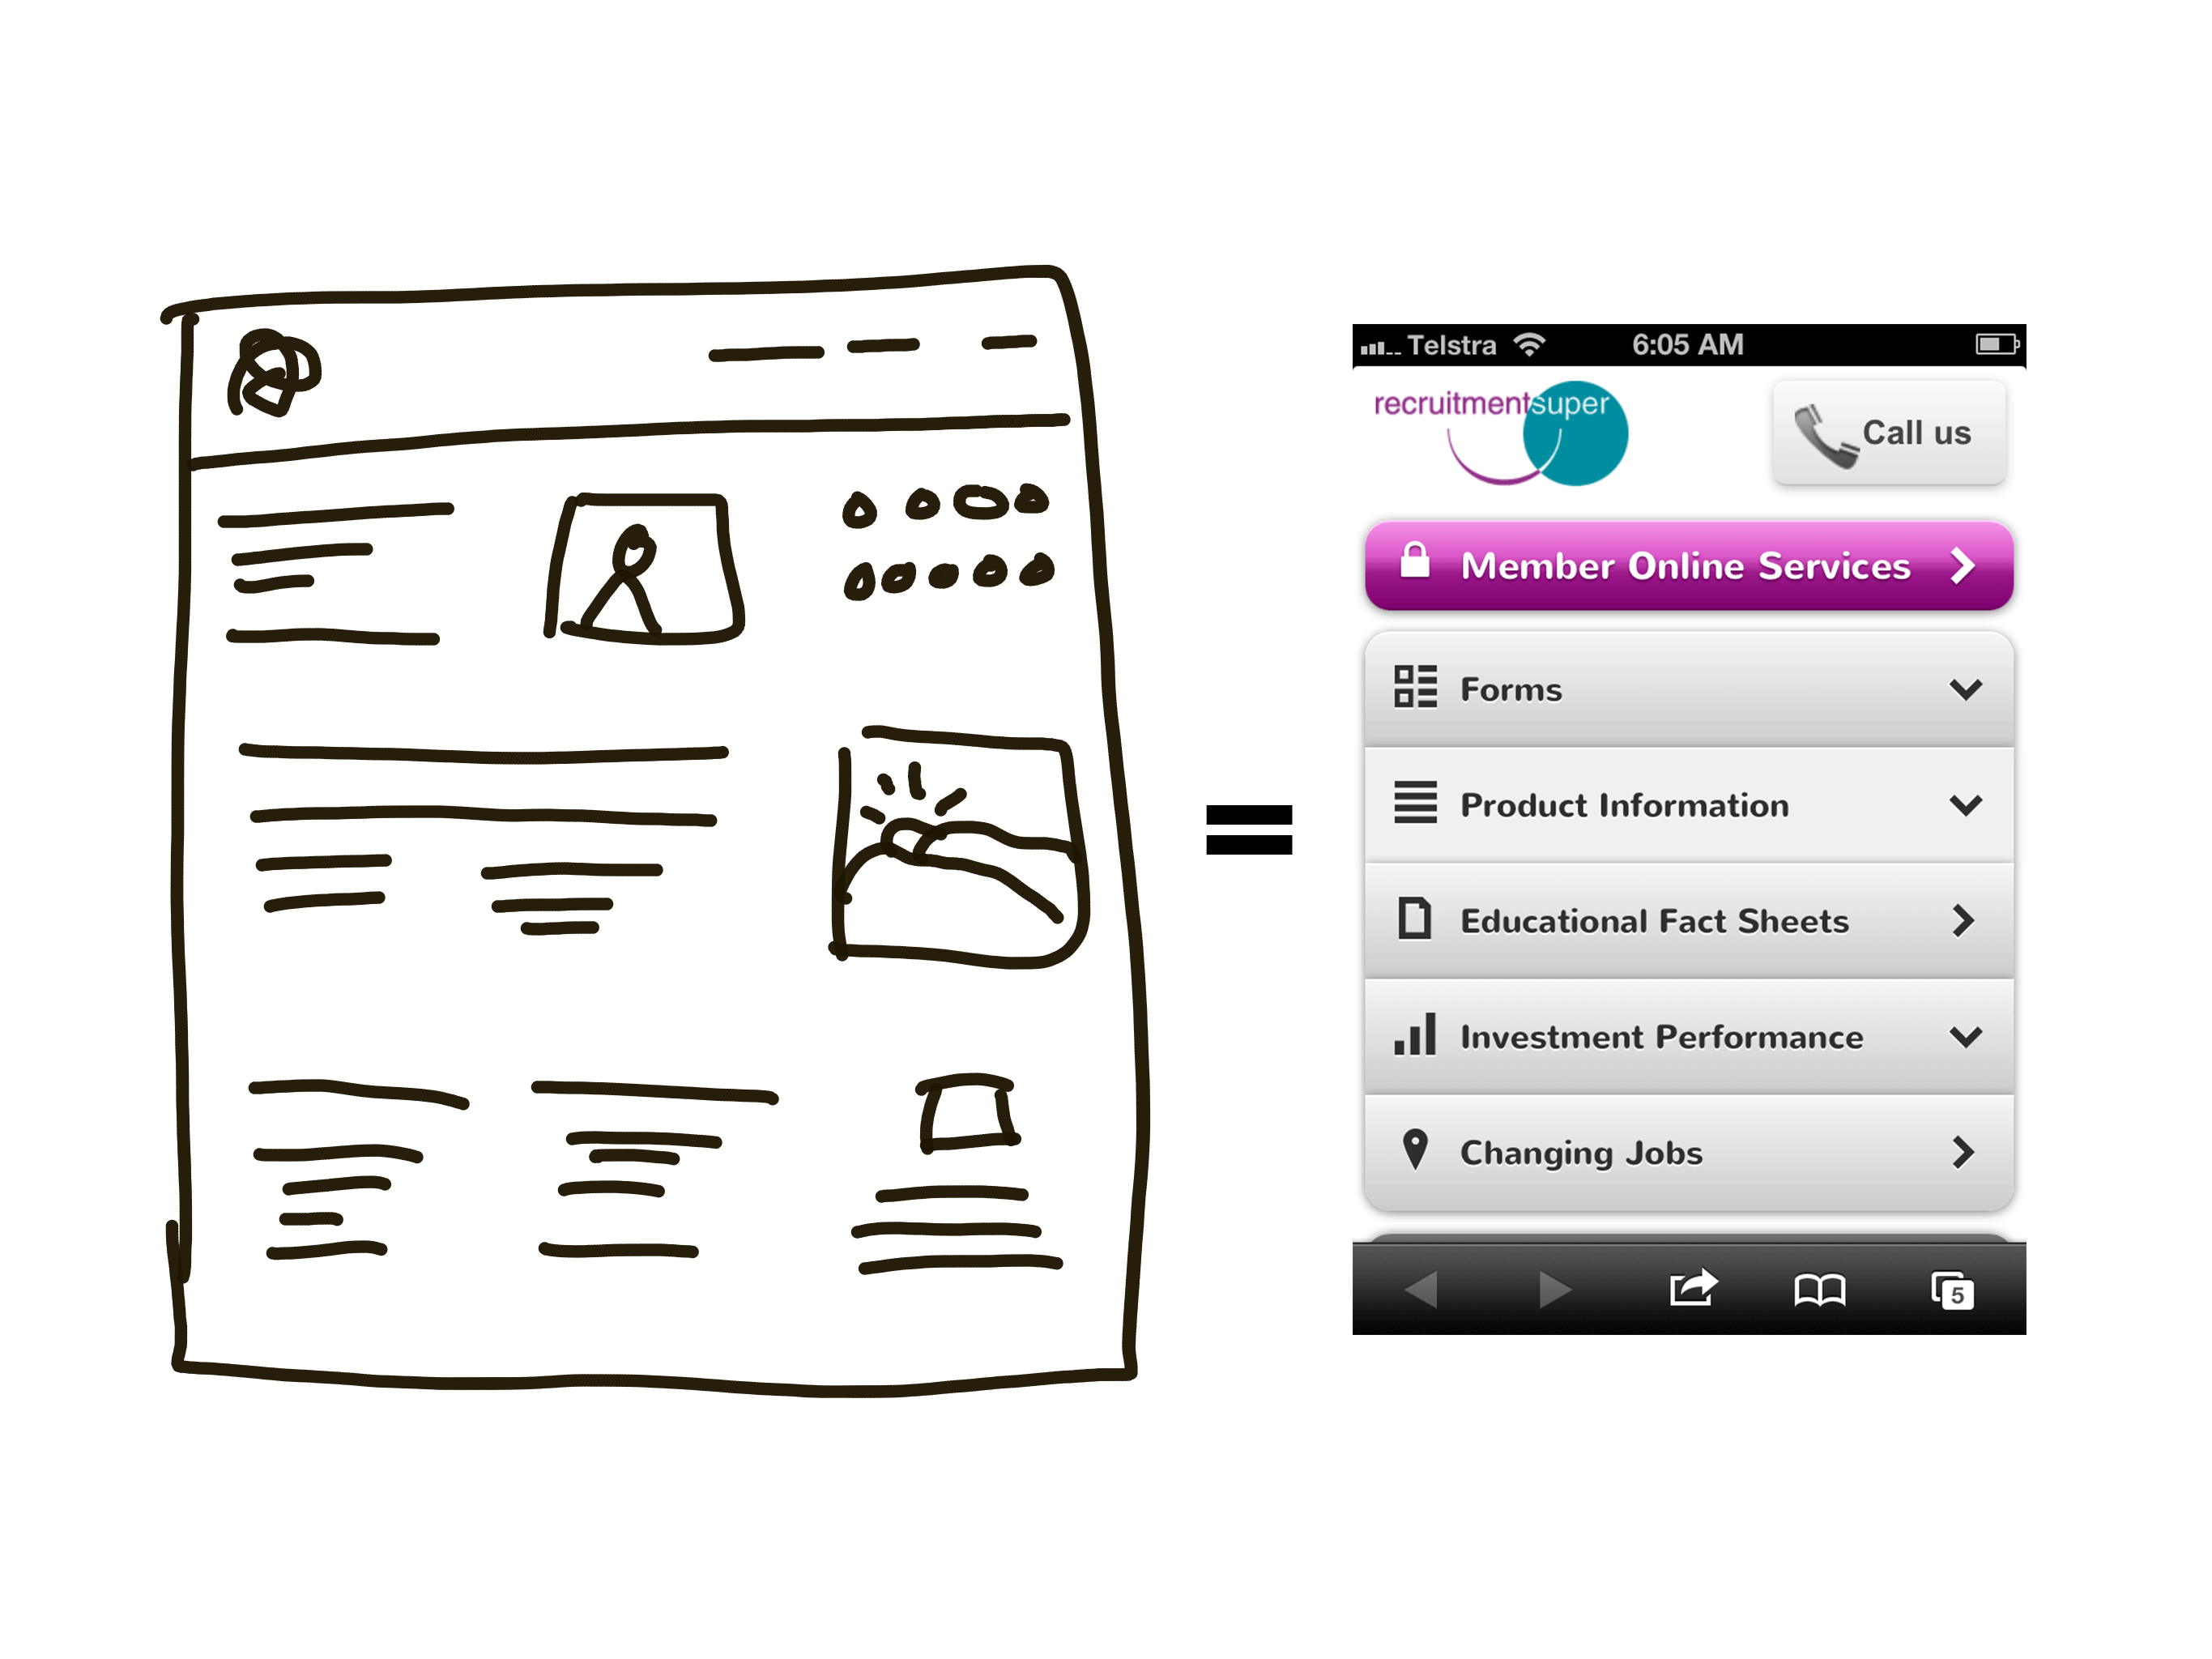 Telstra 6:05 AM
recruitmentsuper
Call us
Member Online Services
Forms
Product Information
Educational Fact Sheets
Investment Performance
Changing Jobs
5